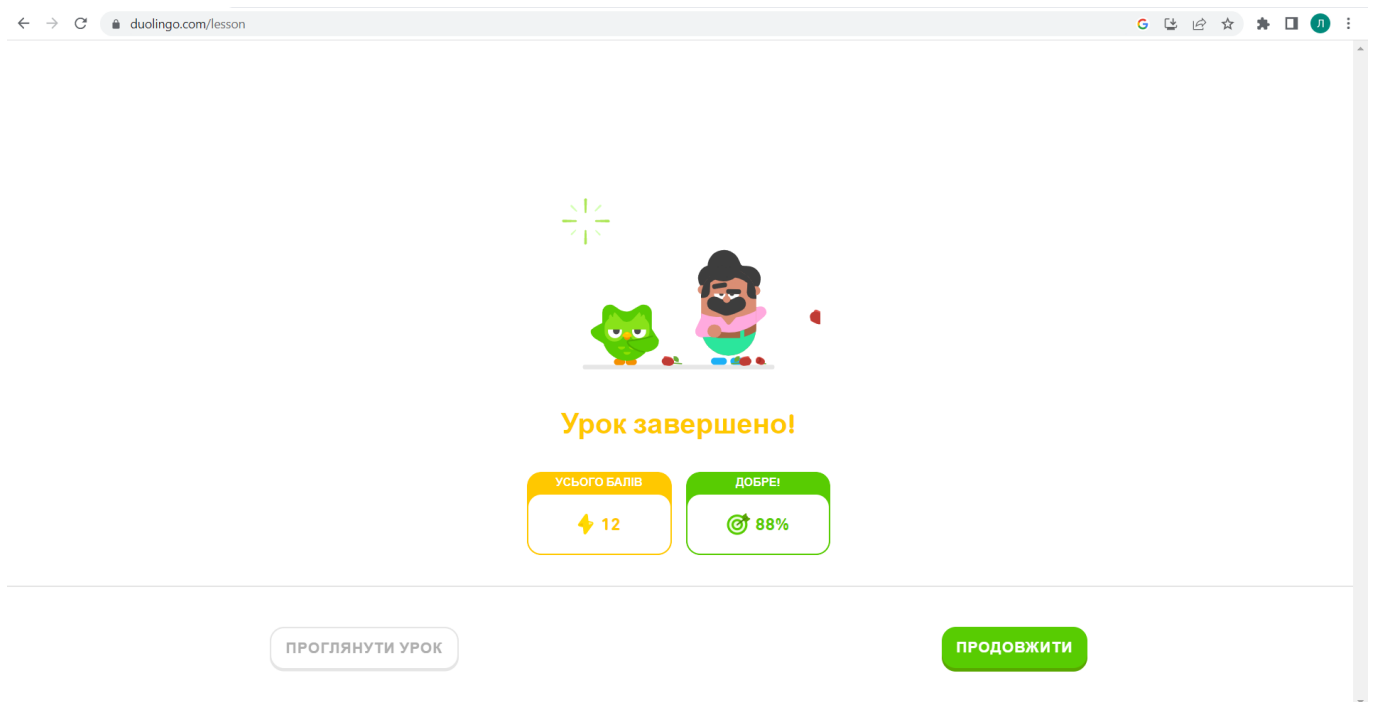 duolingo.com/lesson
Л
Урок завершено!
УСЬОГО БАЛІВ
ДОБРЕ!
12
88%
ПРОГЛЯНУТИ УРОК
ПРОДОВЖИТИ